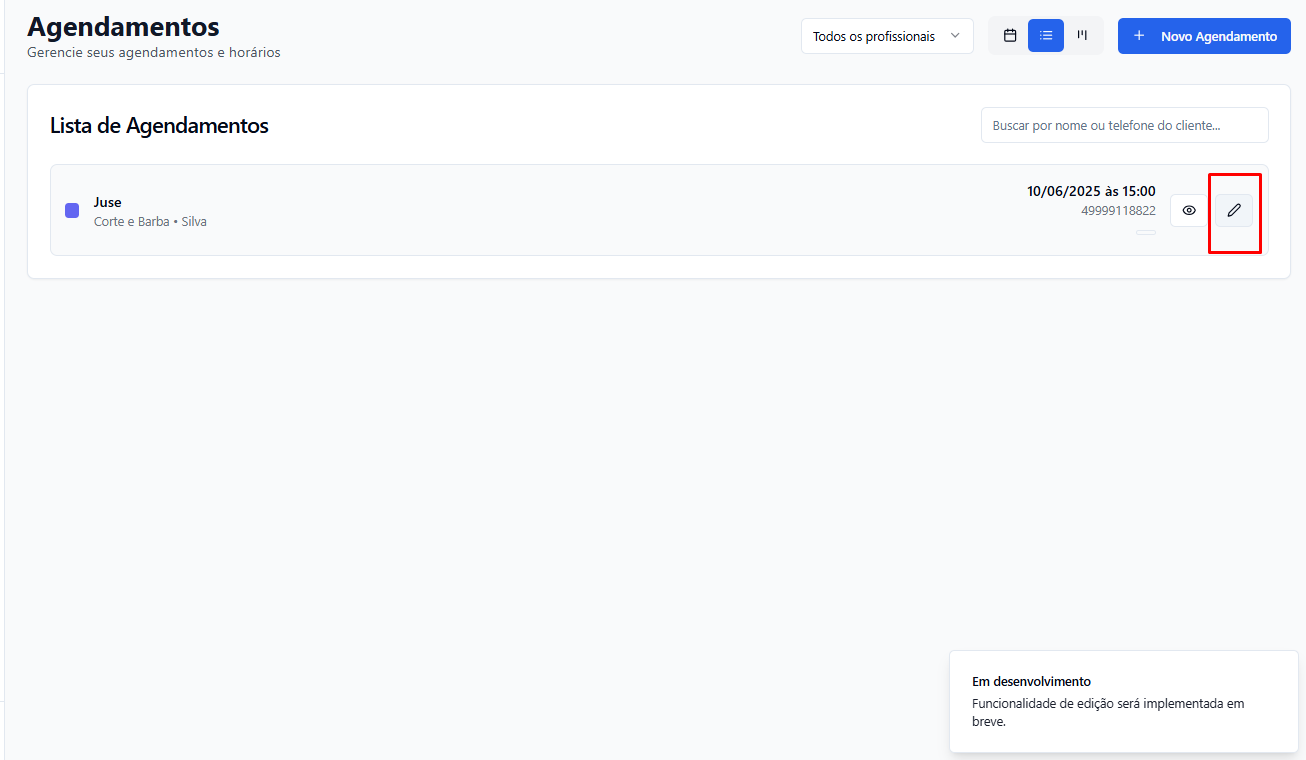 Agendamentos
Gerencie seus agendamentos e horários
Todos os profissionais
Novo Agendamento
Lista de Agendamentos
Buscar por nome ou telefone do cliente...
Juse
Corte e Barba • Silva
10/06/2025 às 15:00
49999118822
Em desenvolvimento
Funcionalidade de edição será implementada em
breve.